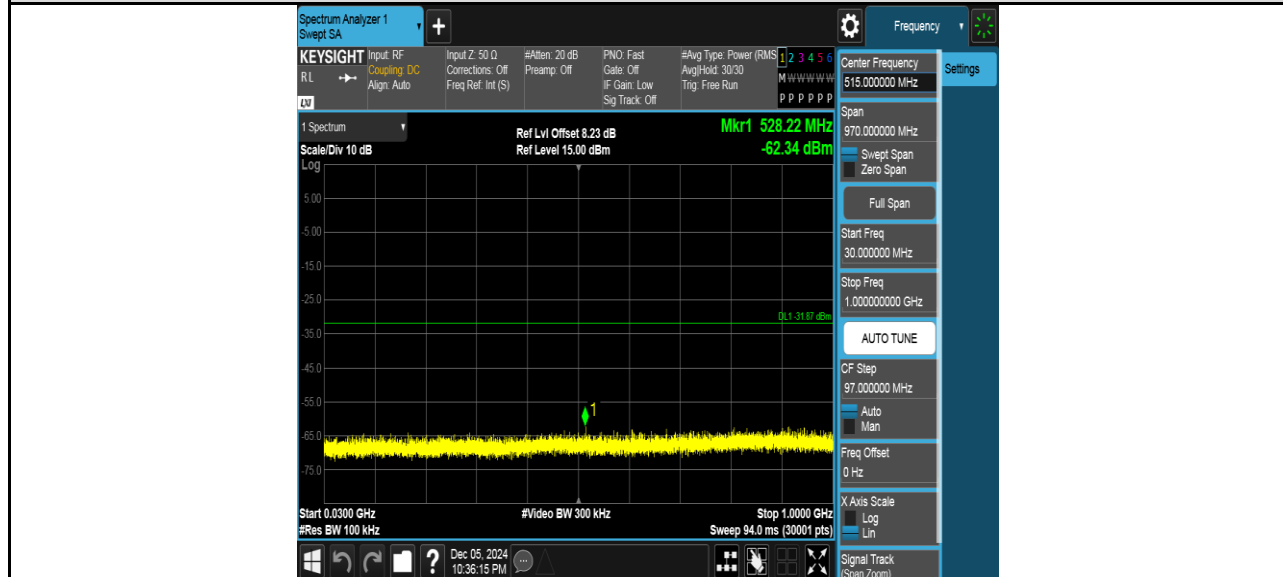 Spectrum Analyzer 1
Swept SA
+
Frequency
KEYSIGHT
RL
LXI
Input: RF
Coupling: DC
Align: Auto
Input Z: 50 Ω
Corrections: Off
Freq Ref: Int (S)
#Atten: 20 dB
Preamp: Off
PNO: Fast
Gate: Off
IF Gain: Low
Sig Track: Off
#Avg Type: Power (RMS
Avg|Hold: 30/30
Trig: Free Run
1 2 3 4 5 6
M W W W W W
P P P P P P
1 Spectrum
Scale/Div 10 dB
Log
Ref Lvl Offset 8.23 dB
Ref Level 15.00 dBm
Mkr1 528.22 MHz
-62.34 dBm
5.00
-5.00
-15.0
-25.0
DL1 -31.87 dBm
-35.0
-45.0
-55.0
1
-65.0
-75.0
Start 0.0300 GHz
#Res BW 100 kHz
#Video BW 300 kHz
Stop 1.0000 GHz
Sweep 94.0 ms (30001 pts)
?
Dec 05, 2024
10:36:15 PM
Center Frequency
515.000000 MHz
Settings
Span
970.000000 MHz
Swept Span
Zero Span
Full Span
Start Freq
30.000000 MHz
Stop Freq
1.000000000 GHz
AUTO TUNE
CF Step
97.000000 MHz
Auto
Man
Freq Offset
0 Hz
X Axis Scale
Log
Lin
Signal Track
(Span Zoom)